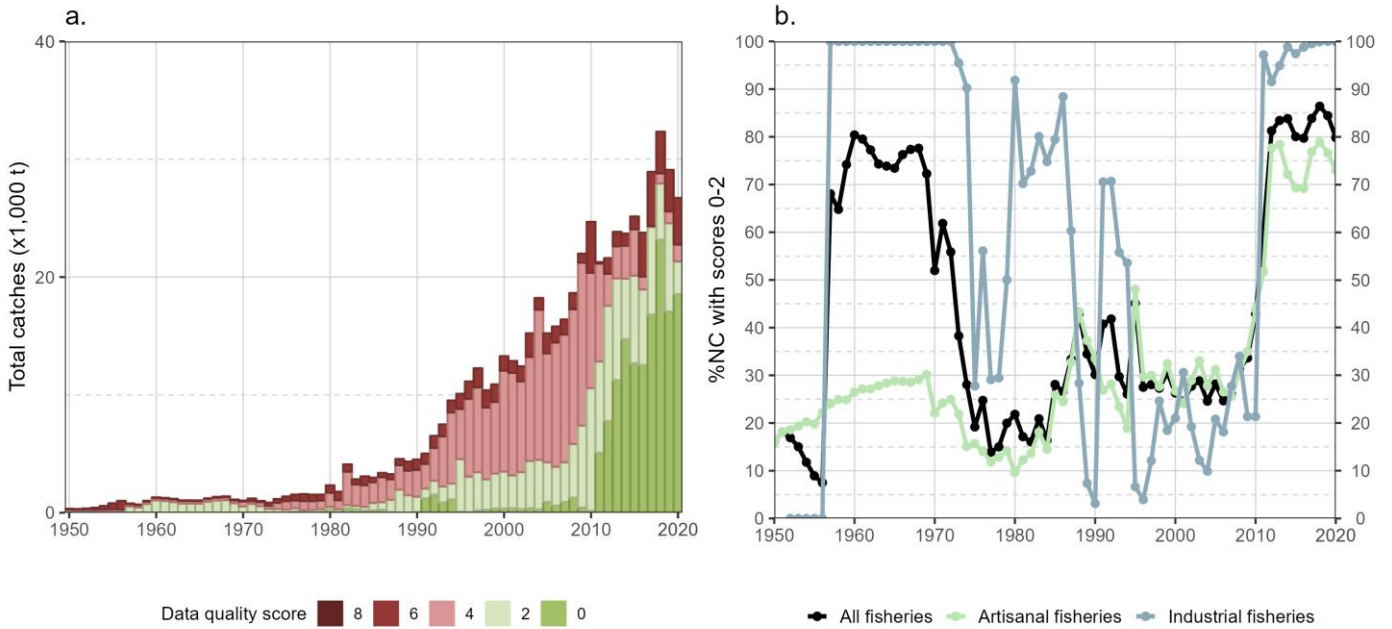 a.
Total catches (x1,000 t)
40
20
0
1950 1960 1970 1980 1990 2000 2010 2020
Data quality score 8 6 4 2 0
b.
%NC with scores 0-2
100 100
90 90
80 80
70 70
60 60
50 50
40 40
30 30
20 20
10 10
0 0
1950 1960 1970 1980 1990 2000 2010 2020
All fisheries Artisanal fisheries Industrial fisheries